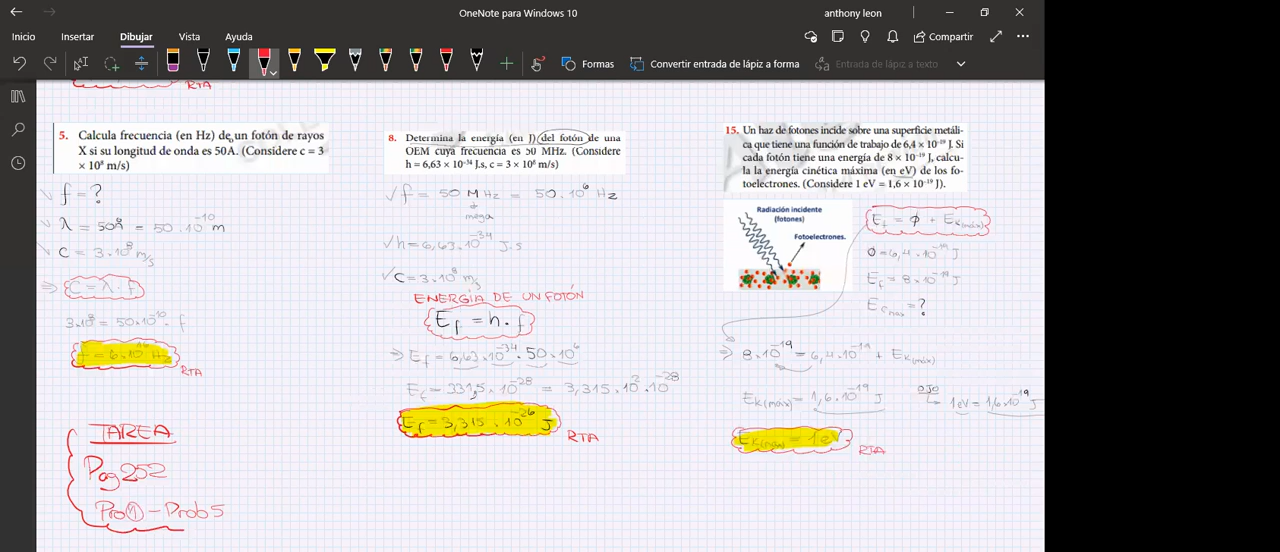 OneNote para Windows 10
anthony leon
Inicio
Insertar
Dibujar
Vista
Ayuda
Compartir
Formas
Convertir entrada de lápiz a forma
Entrada de lápiz a texto
RTA
5. Calcula frecuencia (en Hz) de un fotón de rayos
X si su longitud de onda es 50A. (Considere c = 3
× 10⁸ m/s)
f = ?
λ = 50Å = 50·10⁻¹⁰ m
C = 3·10⁸ m/s
⇒ C = λ·f
3×10⁸ = 50×10⁻¹⁰·f
f = 6·10¹⁶ Hz
RTA
TAREA
Pag 252
Pro① - Prob 5
8. Determina la energía (en J) del fotón de una
OEM cuya frecuencia es 50 MHz. (Considere
h = 6,63 × 10⁻³⁴ J.s, c = 3 × 10⁸ m/s)
√f = 50 MHz = 50·10⁶ Hz
mega
√h = 6,63·10⁻³⁴ J.s
√C = 3·10⁸ m/s
ENERGÍA DE UN FOTÓN
E_f = h·f
⇒ E_f = 6,63·10⁻³⁴·50·10⁶
E_f = 331,5·10⁻²⁸ = 3,315·10²·10⁻²⁸
E_f = 3,315·10⁻²⁶ J
RTA
15. Un haz de fotones incide sobre una superficie metáli-
ca que tiene una función de trabajo de 6,4 × 10⁻¹⁹ J. Si
cada fotón tiene una energía de 8 × 10⁻¹⁹ J, calcu-
la la energía cinética máxima (en eV) de los fo-
toelectrones. (Considere 1 eV = 1,6 × 10⁻¹⁹ J).
Radiación incidente
(fotones)
Fotoelectrones.
E_f = φ + E_K(máx)
φ = 6,4·10⁻¹⁹ J
E_f = 8×10⁻¹⁹ J
E_C máx = ?
⇒ 8·10⁻¹⁹ = 6,4·10⁻¹⁹ + E_K(máx)
E_K(máx) = 1,6·10⁻¹⁹ J
OJO
1eV = 1,6×10⁻¹⁹ J
E_K(max) = 1 eV
RTA